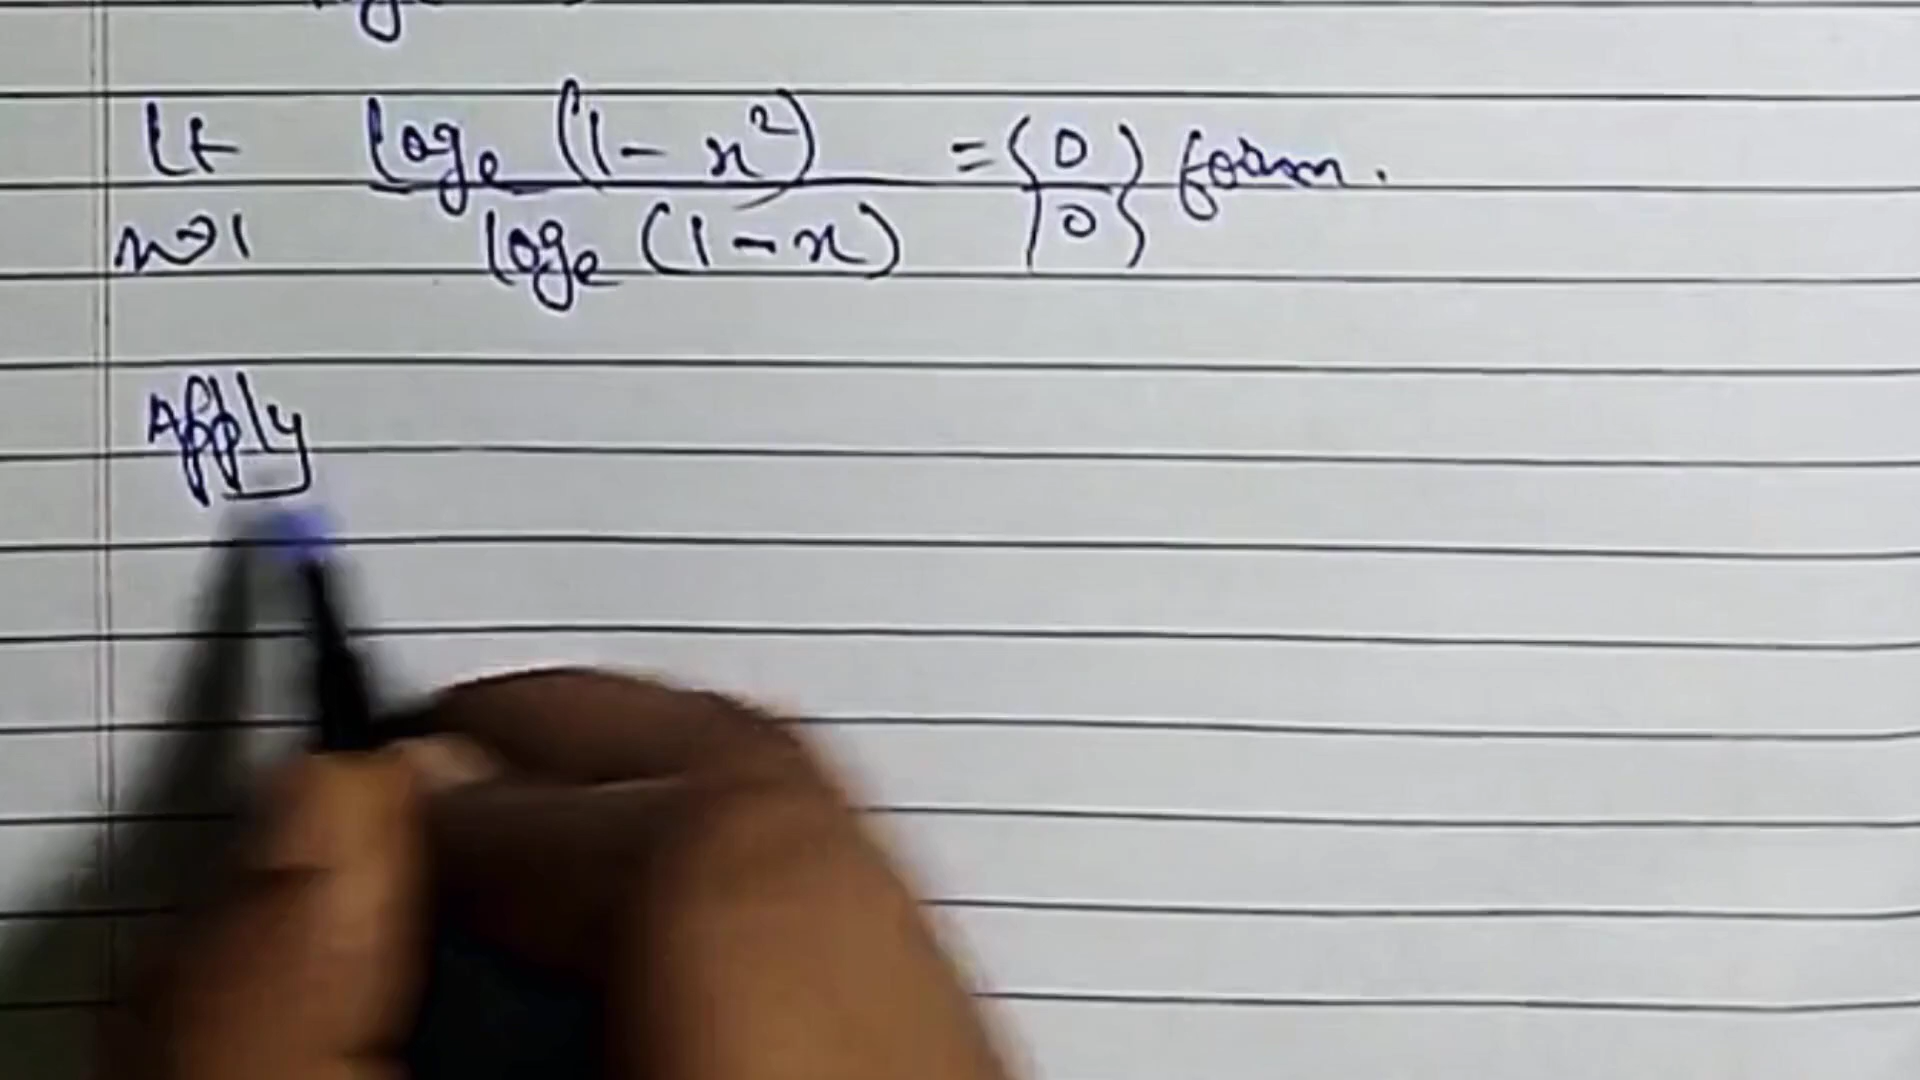 Lt logₑ (1 - x²) = {0 } form.
x→1 logₑ (1 - x) {0}
Apply